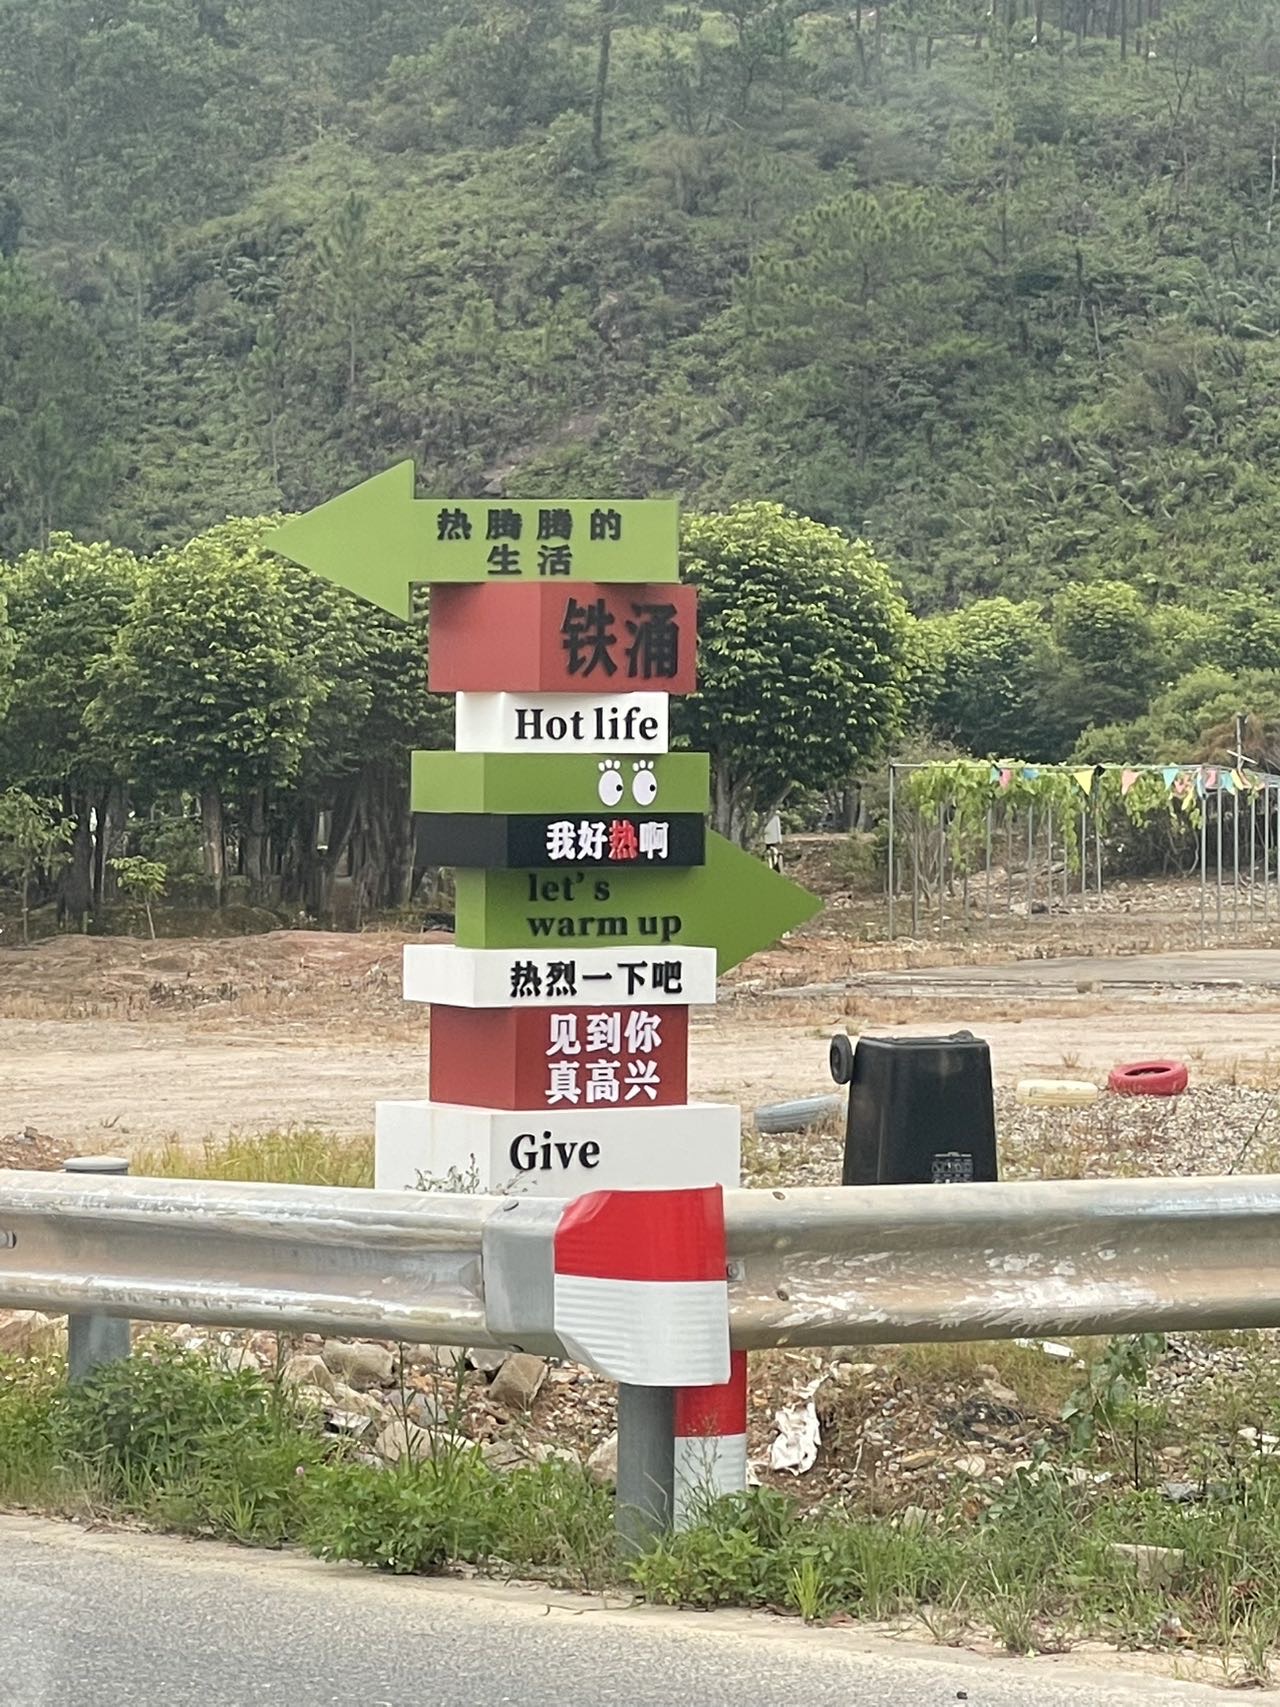 热腾腾的
生活
铁涌
Hot life
我好热啊
let's
warm up
热烈一下吧
见到你
真高兴
Give